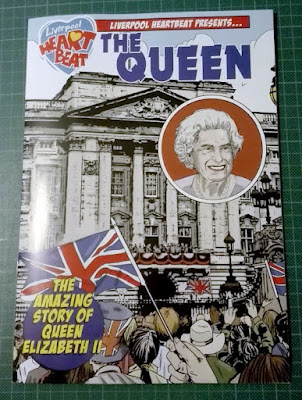 Liverpool
HEART
BEAT
LIVERPOOL HEARTBEAT PRESENTS...
THE
QUEEN
THE
AMAZING
STORY OF
QUEEN
ELIZABETH II